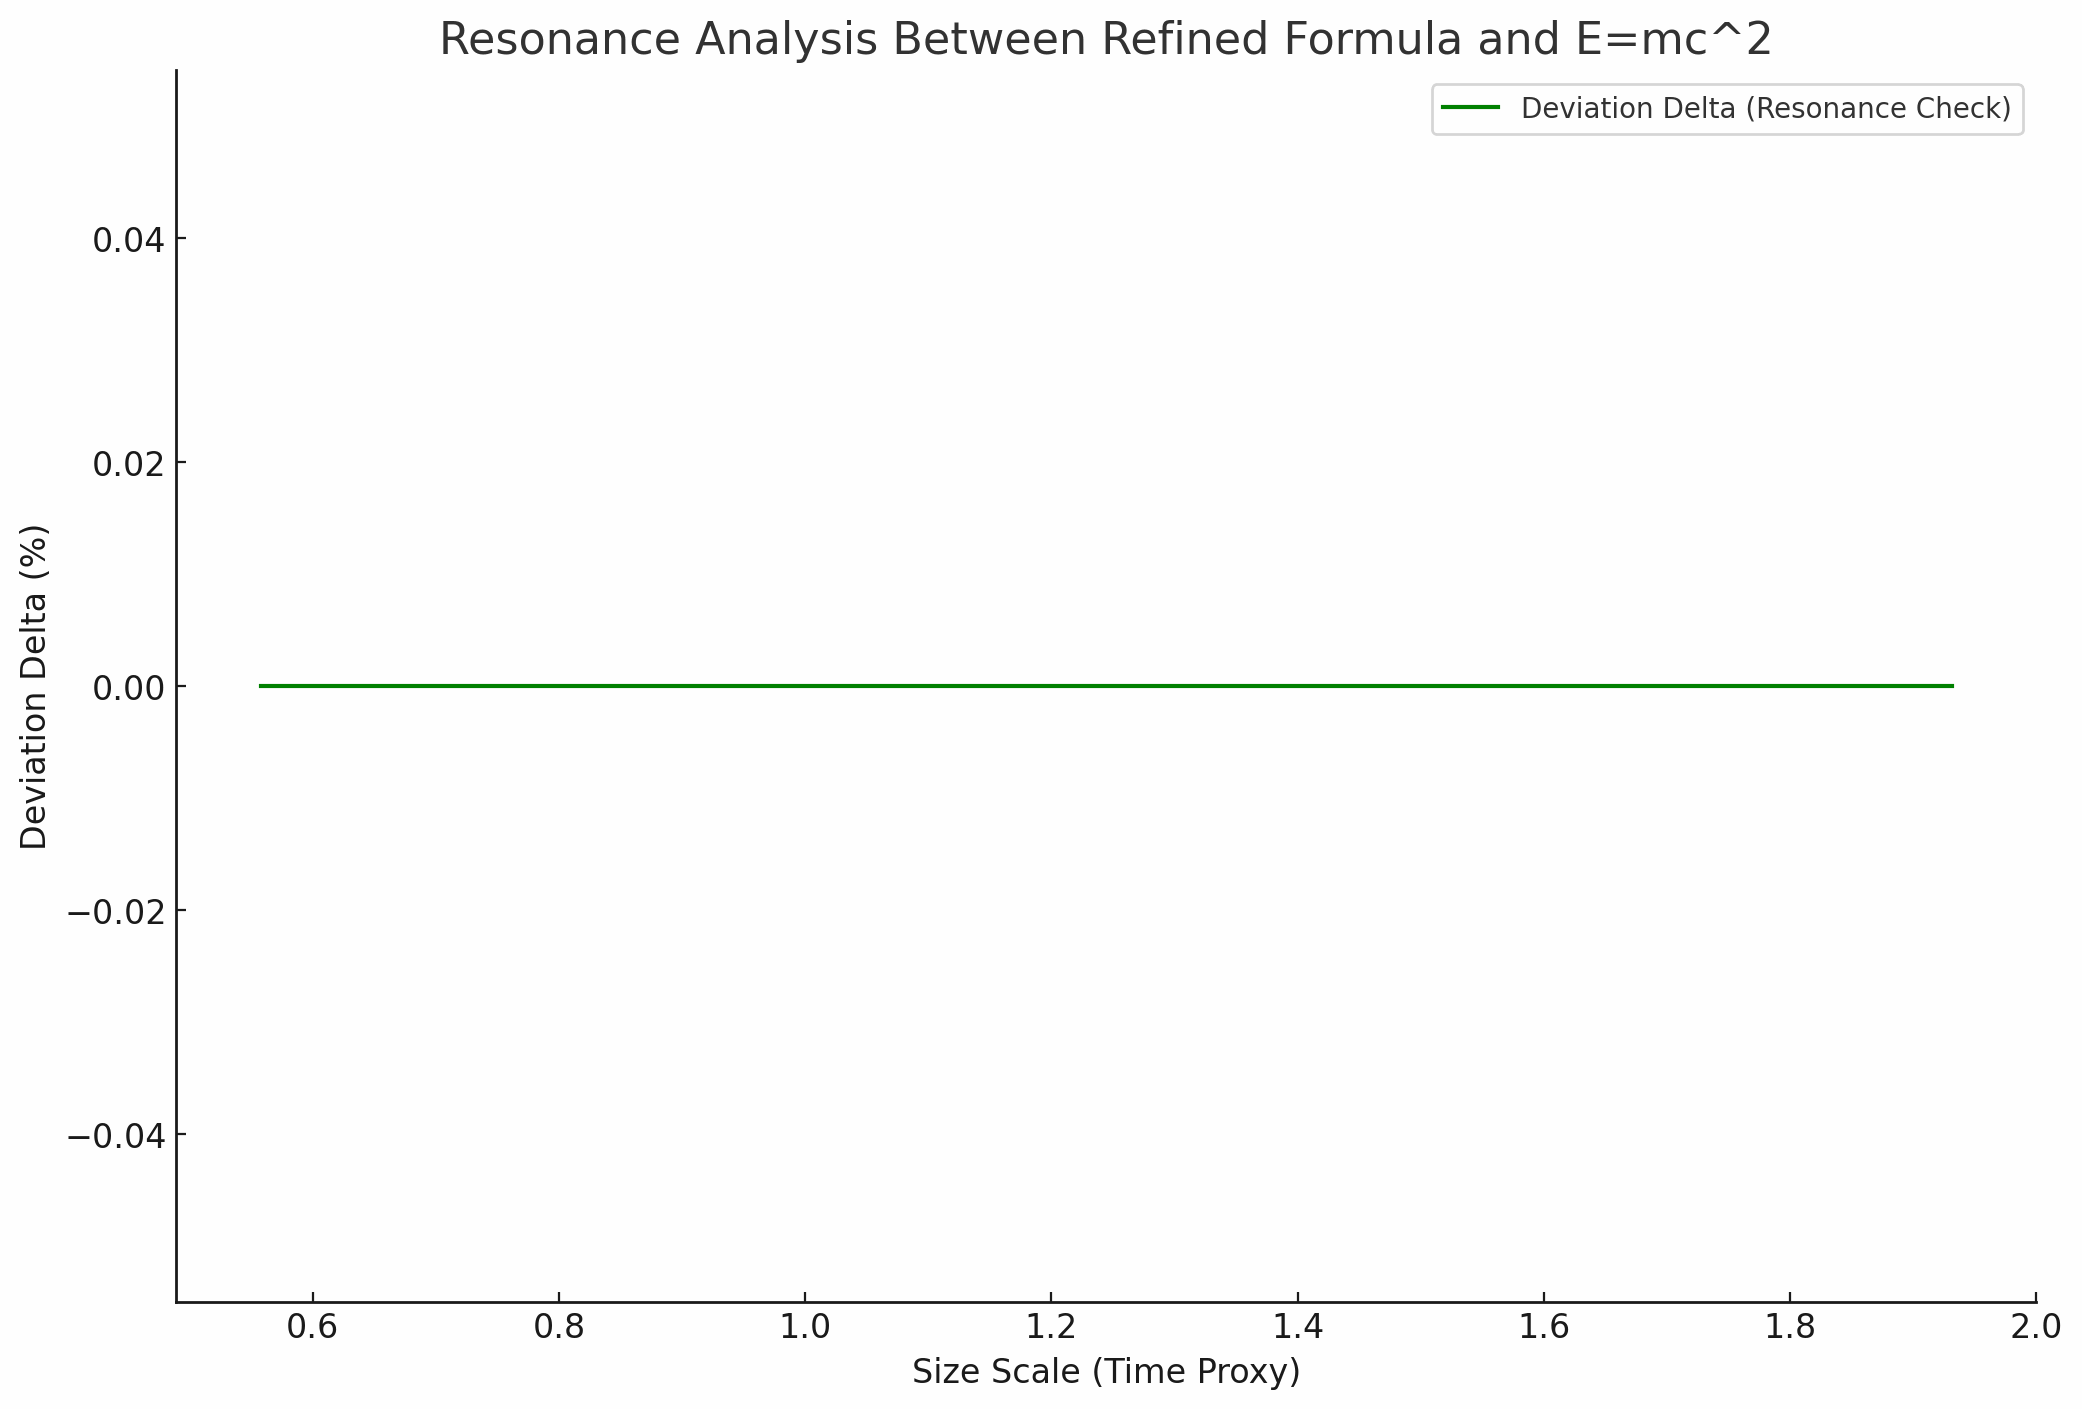 Resonance Analysis Between Refined Formula and E=mc^2
Deviation Delta (Resonance Check)
0.04
0.02
0.00
−0.02
−0.04
Deviation Delta (%)
0.6 0.8 1.0 1.2 1.4 1.6 1.8 2.0
Size Scale (Time Proxy)